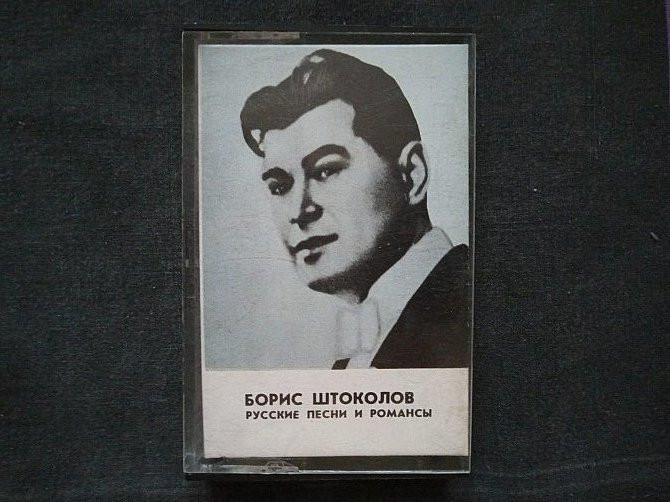 БОРИС ШТОКОЛОВ
РУССКИЕ ПЕСНИ И РОМАНСЫ